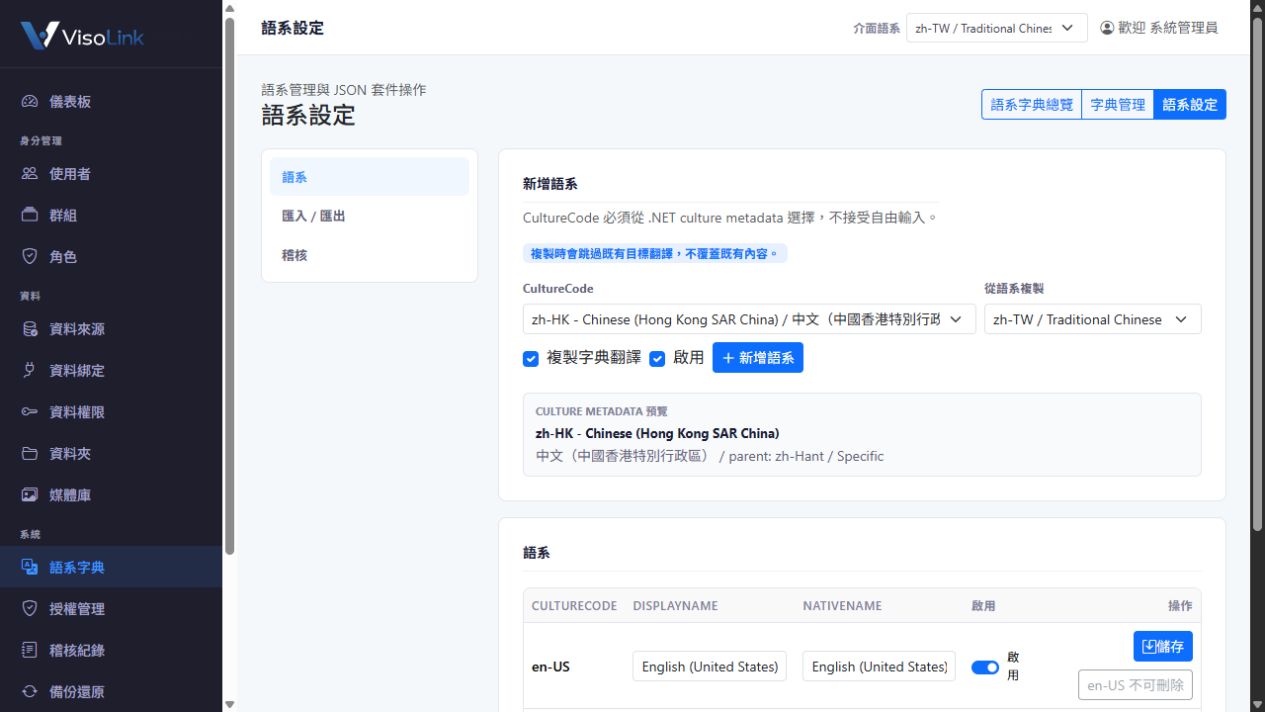 VisoLink
儀表板
身分管理
使用者
群組
角色
資料
資料來源
資料綁定
資料權限
資料夾
媒體庫
系統
語系字典
授權管理
稽核紀錄
備份還原
語系設定
介面語系
zh-TW / Traditional Chines
歡迎 系統管理員
語系管理與 JSON 套件操作
語系設定
語系字典總覽
字典管理
語系設定
語系
匯入 / 匯出
稽核
新增語系
CultureCode 必須從 .NET culture metadata 選擇，不接受自由輸入。
複製時會跳過既有目標翻譯，不覆蓋既有內容。
CultureCode
從語系複製
zh-HK - Chinese (Hong Kong SAR China) / 中文（中國香港特別行政
zh-TW / Traditional Chinese
複製字典翻譯
啟用
+ 新增語系
CULTURE METADATA 預覽
zh-HK - Chinese (Hong Kong SAR China)
中文（中國香港特別行政區） / parent: zh-Hant / Specific
語系
CULTURECODE DISPLAYNAME NATIVENAME 啟用 操作
en-US
English (United States)
English (United States)
啟用
儲存
en-US 不可刪除